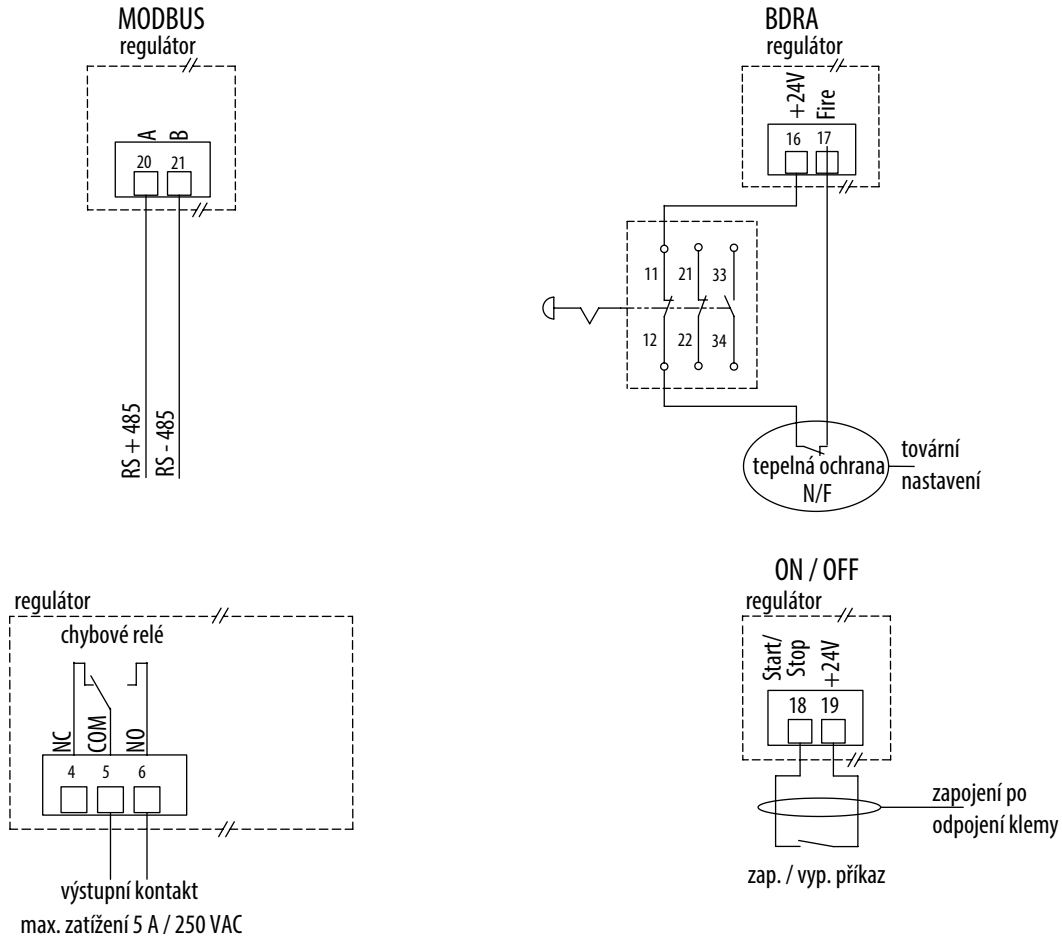 MODBUS
regulátor
A
B
20 21
RS + 485
RS - 485
BDRA
regulátor
+24V
Fire
16 17
11 21 33
12 22 34
tepelná ochrana
N/F
tovární
nastavení
regulátor
chybové relé
NC
COM
NO
4 5 6
výstupní kontakt
max. zatížení 5 A / 250 VAC
ON / OFF
regulátor
Start/
Stop
+24V
18 19
zapojení po
odpojení klemy
zap. / vyp. příkaz